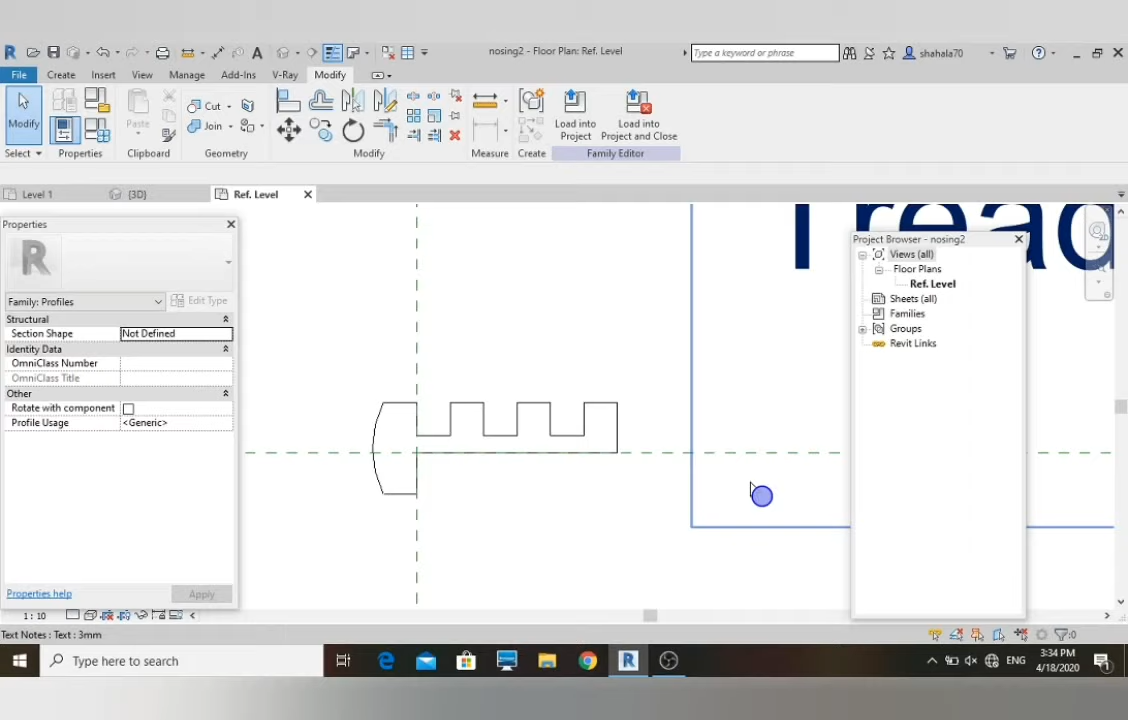 nosing2 - Floor Plan: Ref. Level
Type a keyword or phrase
shahala70
File
Create
Insert
View
Manage
Add-Ins
V-Ray
Modify
Modify
Paste
Cut
Join
Load into
Project
Load into
Project and Close
Select
Properties
Clipboard
Geometry
Modify
Measure
Create
Family Editor
Level 1
{3D}
Ref. Level
Properties
Family: Profiles
Edit Type
Structural
Section Shape
Not Defined
Identity Data
OmniClass Number
OmniClass Title
Other
Rotate with component
Profile Usage
<Generic>
Properties help
Apply
Tread
Project Browser - nosing2
Views (all)
Floor Plans
Ref. Level
Sheets (all)
Families
Groups
Revit Links
1 : 10
Text Notes : Text : 3mm
:0
Type here to search
ENG
3:34 PM
4/18/2020